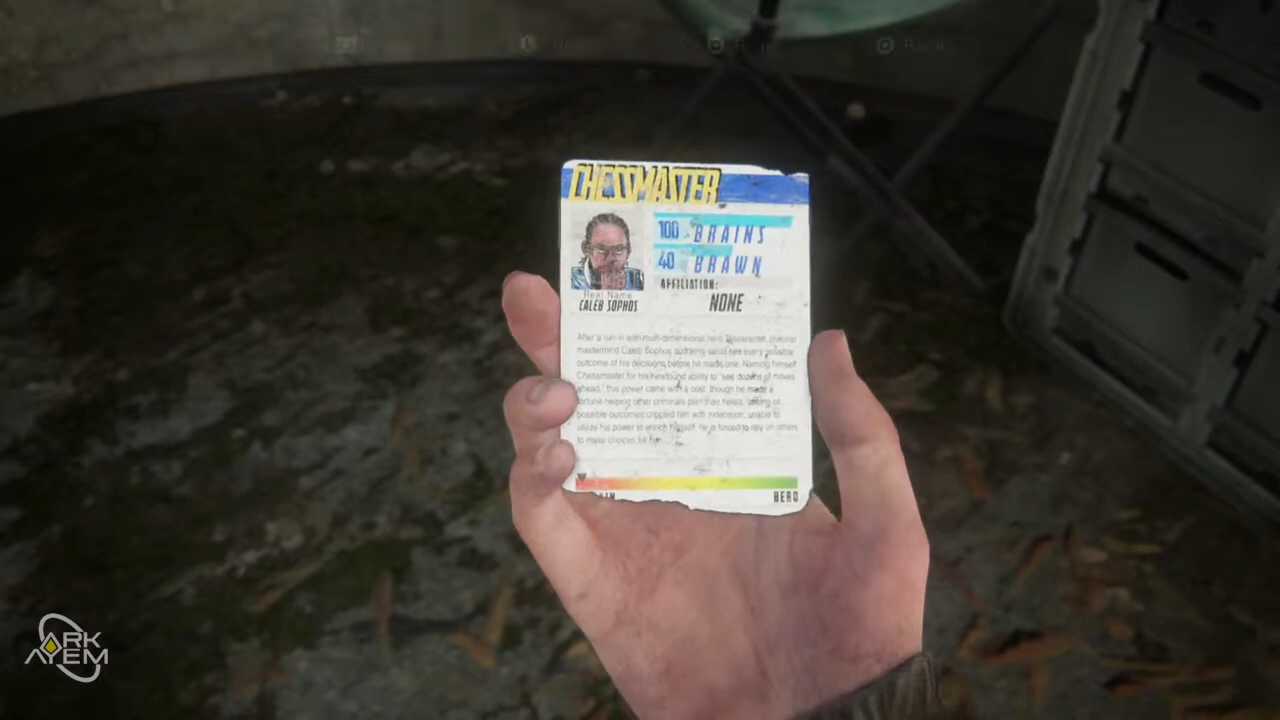 CHESSMASTER
100 BRAINS
40 BRAWN
AFFILIATION:
NONE
Real Name
CALEB SOPHOS
After a run-in with multi-dimensional hero Tesseracter, criminal
mastermind Caleb Sophos suddenly could see every possible
outcome of his decisions before he made one. Naming himself
Chessmaster for his newfound ability to "see dozens of moves
ahead," this power came with a cost: though he made a
fortune helping other criminals plan their heists, seeing all
possible outcomes crippled him with indecision; unable to
utilize his power to enrich himself, he is forced to rely on others
to make choices for him.
HERO
ARK
AYEM